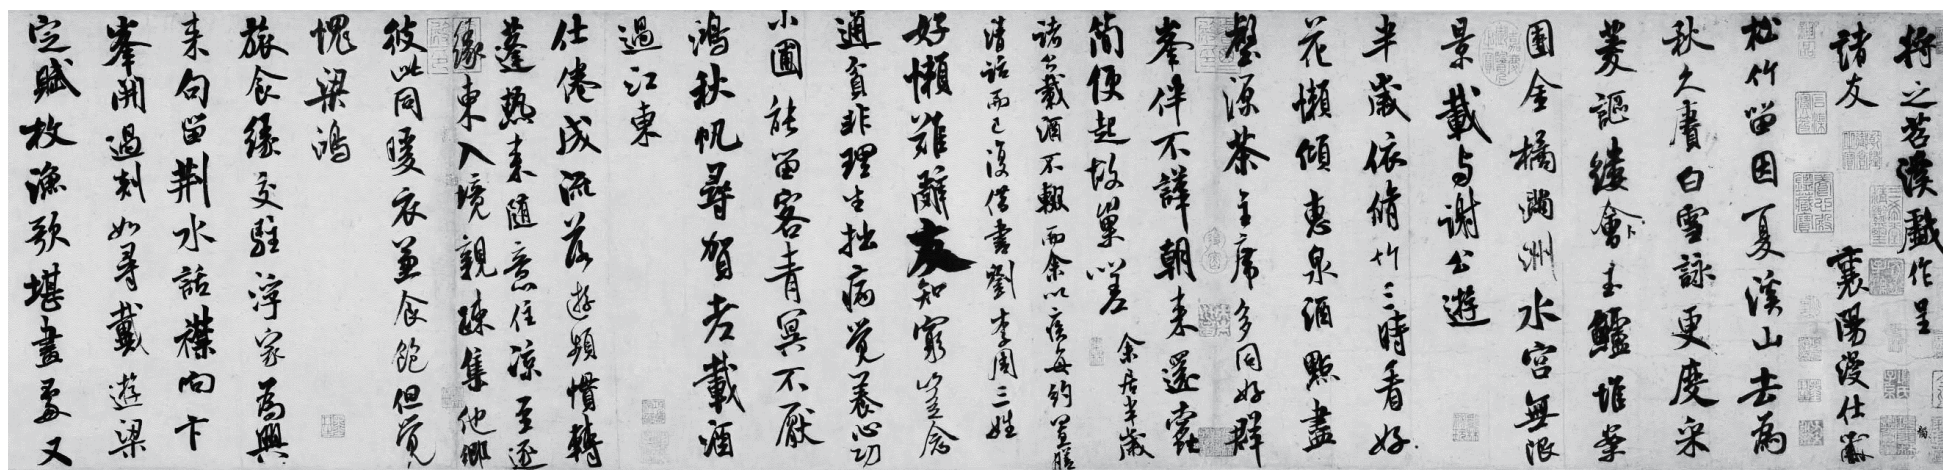 將之苕溪戲作呈
諸友 襄陽漫仕黻
松竹留因夏溪山去為
秋久賡白雪詠更度采
菱謳縷會卜玉鱸堆案
團金橘滿洲水宮無限
景載與謝公遊
半歲依脩竹三時看好
花懶傾惠泉酒點盡
壑源茶主席多同好群
峯伴不譁朝來還蠹
簡便起故巢嗟 余居半歲
諸公載酒不輟而余以疾每約置膳
清話而已復借書劉李周三姓
好懶難辭友知窮豈念
通貧非理生拙病覺養心功
小圃能留客青冥不厭
鴻秋帆尋賀老載酒
過江東
仕倦成流落遊頻慣轉
蓬熱來隨意住涼至逐
緣東入境親疎集他鄉
彼此同暖衣兼食飽但覺
愧梁鴻
旅食緣交駐浮家為興
來句留荆水話襟向卞
峯開過剡如尋戴遊梁
定賦枚漁歌堪畫處又